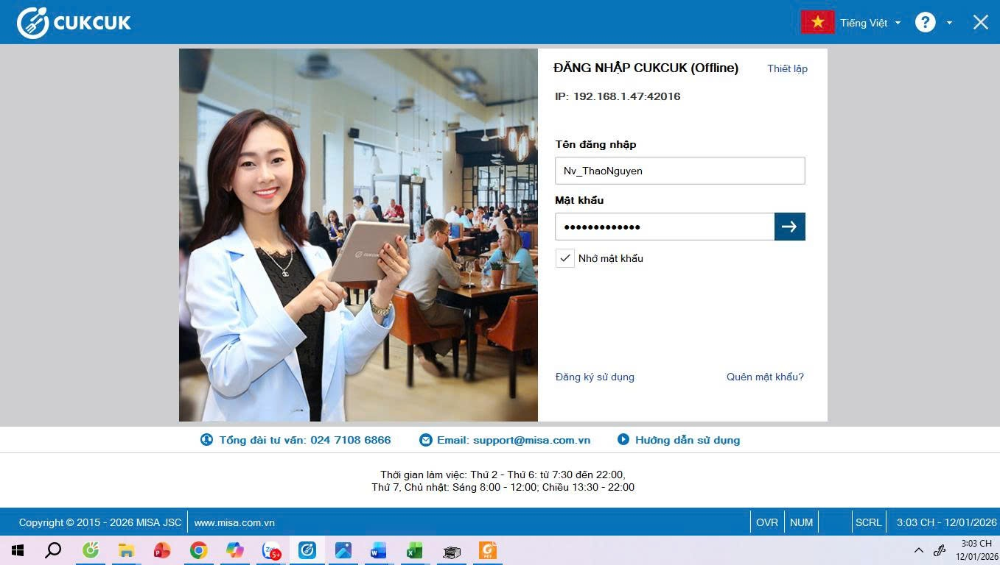 CUKCUK
Tiếng Việt
?
ĐĂNG NHẬP CUKCUK (Offline)
Thiết lập
IP: 192.168.1.47:42016
Tên đăng nhập
Nv_ThaoNguyen
Mật khẩu
Nhớ mật khẩu
CUKCUK
Đăng ký sử dụng
Quên mật khẩu?
Tổng đài tư vấn: 024 7108 6866
Email: support@misa.com.vn
Hướng dẫn sử dụng
Thời gian làm việc: Thứ 2 - Thứ 6: từ 7:30 đến 22:00,
Thứ 7, Chủ nhật: Sáng 8:00 - 12:00; Chiều 13:30 - 22:00
Copyright © 2015 - 2026 MISA JSC
www.misa.com.vn
OVR
NUM
SCRL
3:03 CH - 12/01/2026
5+
3:03 CH
12/01/2026